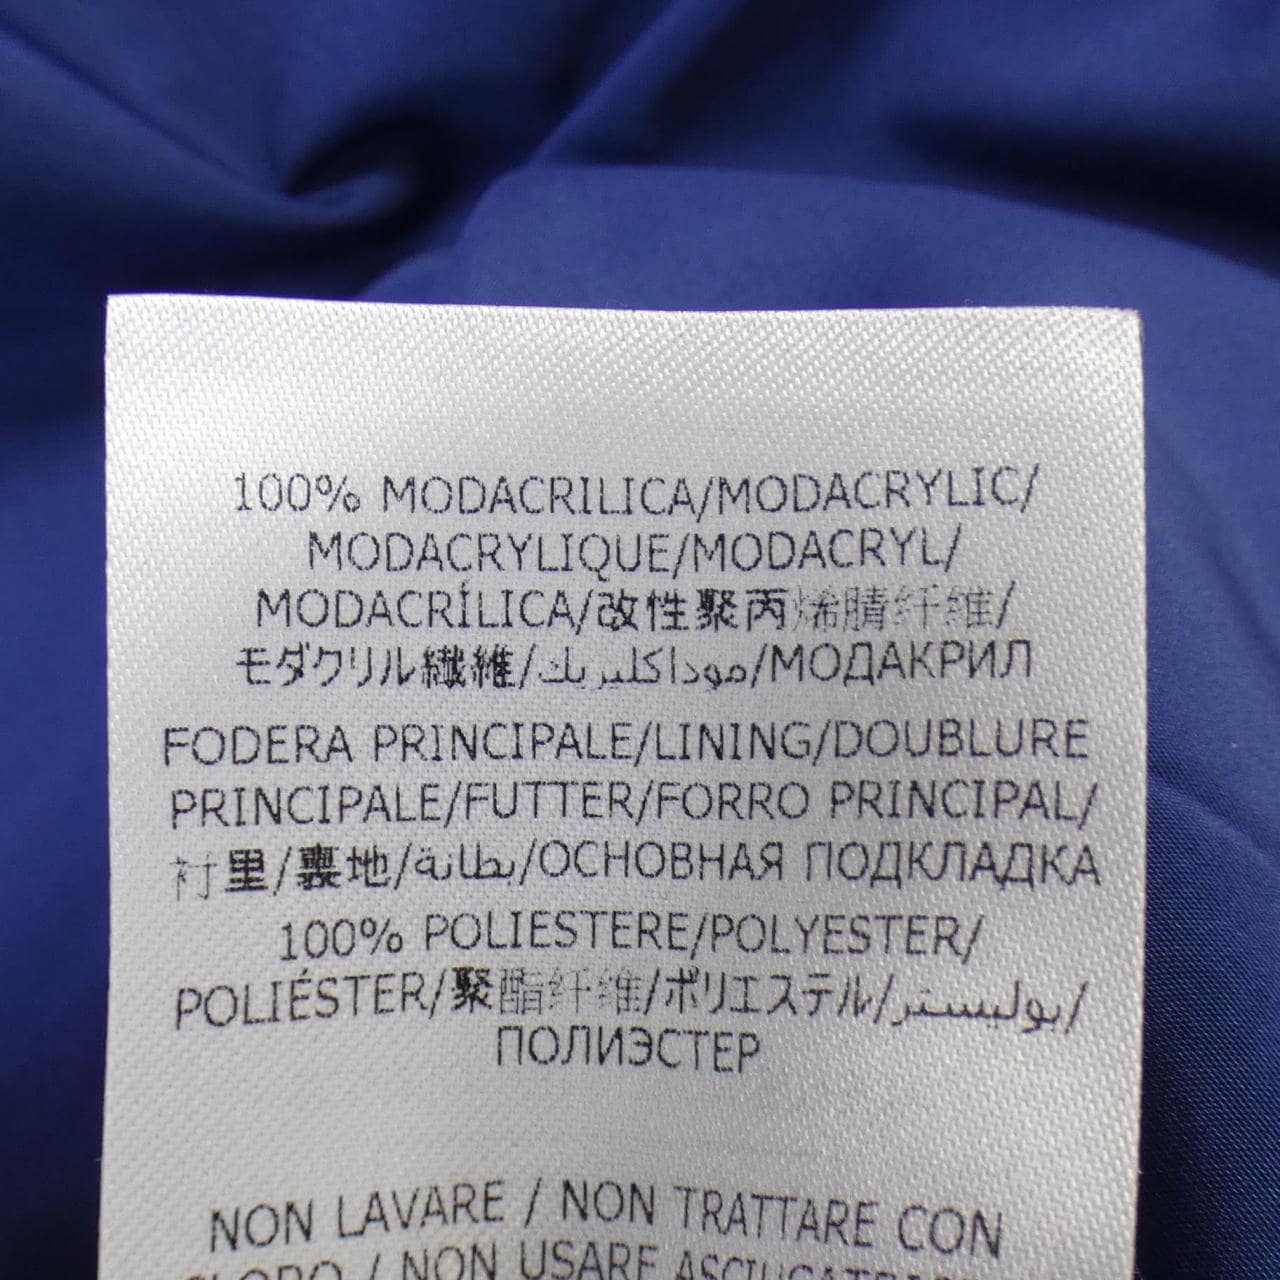 100% MODACRILICA/MODACRYLIC/
MODACRYLIQUE/MODACRYL/
MODACRÍLICA/改性聚丙烯腈纤维/
モダクリル繊維/موداكليريك/МОДАКРИЛ
FODERA PRINCIPALE/LINING/DOUBLURE
PRINCIPALE/FUTTER/FORRO PRINCIPAL/
衬里/裏地/بطانة/ОСНОВНАЯ ПОДКЛАДКА
100% POLIESTERE/POLYESTER/
POLIÉSTER/聚酯纤维/ポリエステル/بوليستر/
ПОЛИЭСТЕР
NON LAVARE / NON TRATTARE CON
CLORO / NON USARE